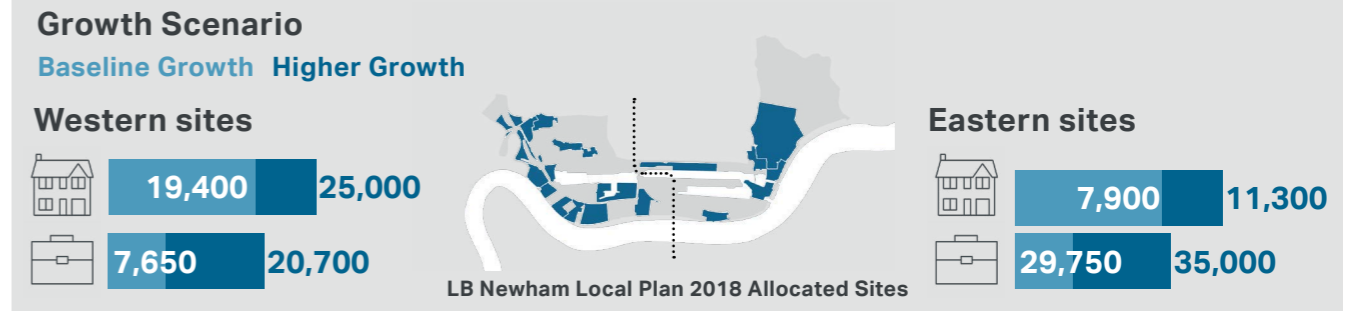 Growth Scenario
Baseline Growth Higher Growth
Western sites
19,400 25,000
7,650 20,700
LB Newham Local Plan 2018 Allocated Sites
Eastern sites
7,900 11,300
29,750 35,000